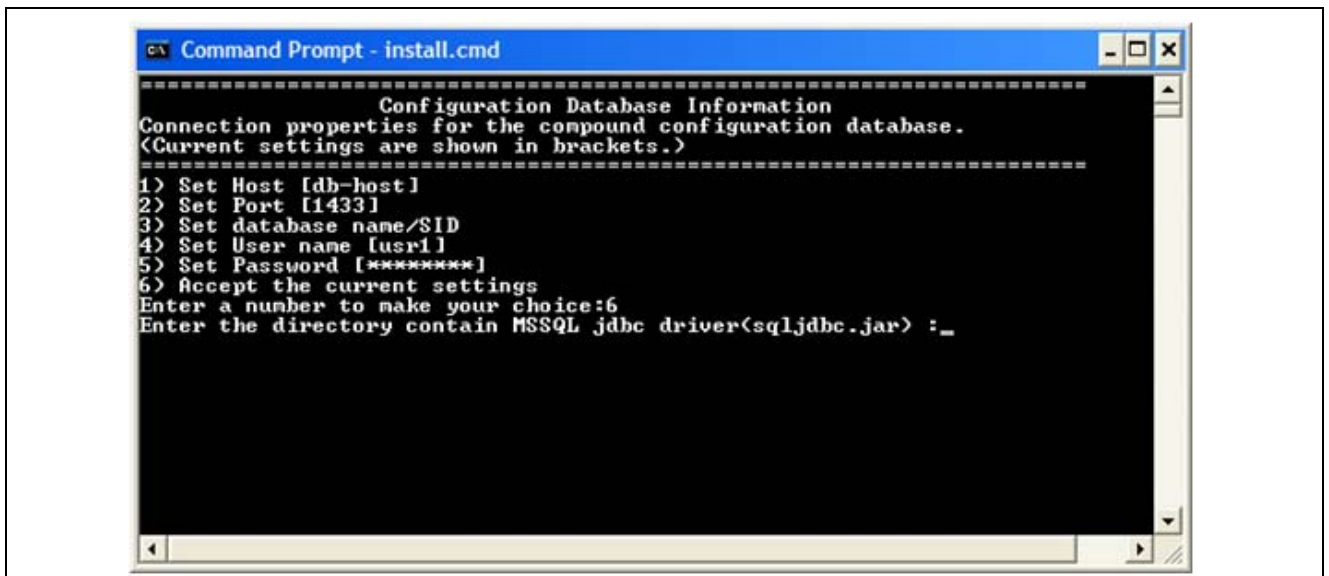 Command Prompt - install.cmd
===============================================================================
Configuration Database Information
Connection properties for the compound configuration database.
(Current settings are shown in brackets.)
===============================================================================
1) Set Host [db-host]
2) Set Port [1433]
3) Set database name/SID
4) Set User name [usr1]
5) Set Password [********]
6) Accept the current settings
Enter a number to make your choice:6
Enter the directory contain MSSQL jdbc driver(sqljdbc.jar) :_